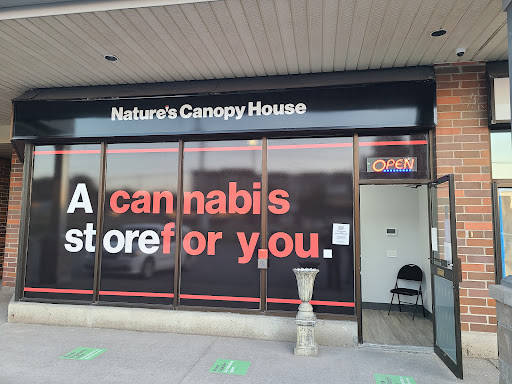 Nature's Canopy House
OPEN
A cannabis
store for you.